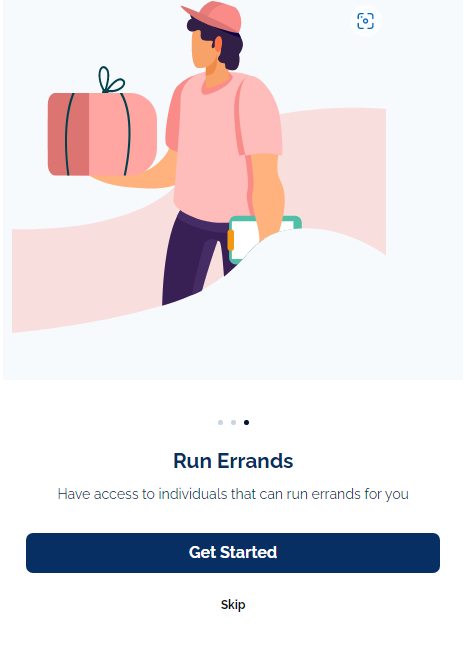 Run Errands
Have access to individuals that can run errands for you
Get Started
Skip